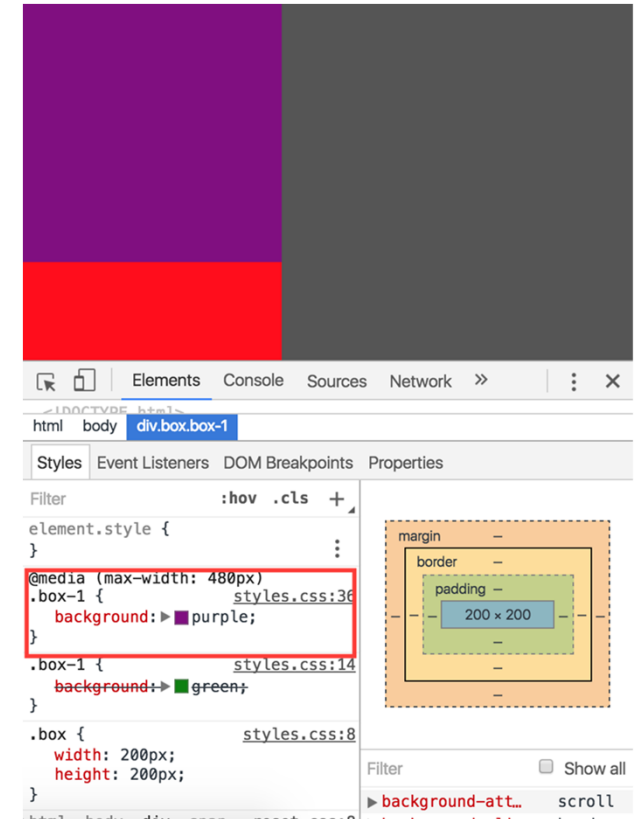 Elements Console Sources Network »
<!DOCTYPE html>
html body div.box.box-1
Styles Event Listeners DOM Breakpoints Properties
Filter :hov .cls +
element.style {
}
@media (max-width: 480px)
.box-1 { styles.css:36
background: purple;
}
.box-1 { styles.css:14
background: green;
}
.box { styles.css:8
width: 200px;
height: 200px;
}
margin –
border –
padding –
– – – 200 × 200 – – –
–
–
–
Filter Show all
background-att… scroll